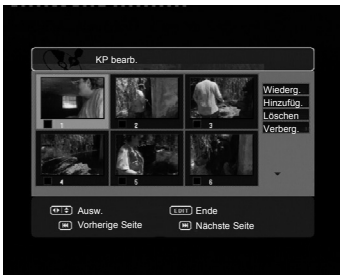 KP bearb.
1 2 3
Wiederg.
Hinzufüg.
Löschen
Verberg.
4 5 6
Ausw. EDIT Ende
Vorherige Seite Nächste Seite